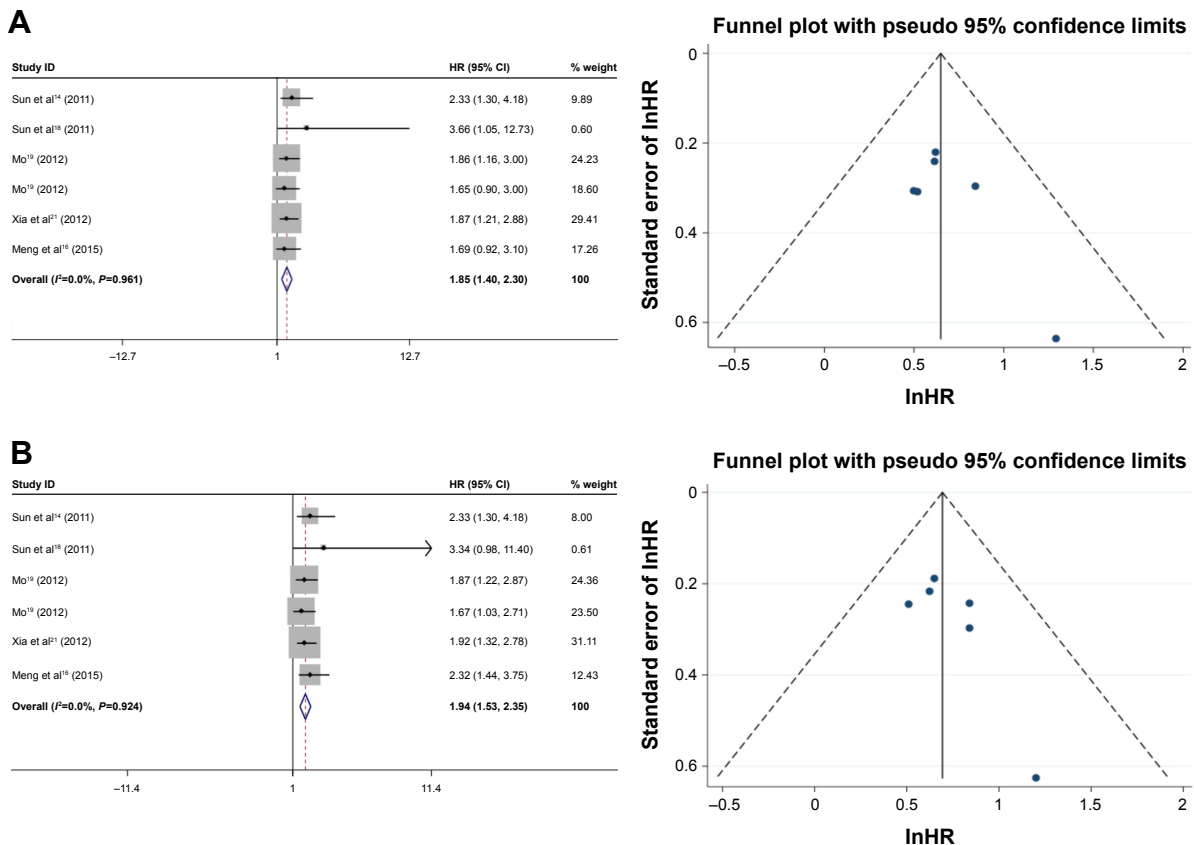 A
Study ID HR (95% CI) % weight
Sun et al¹⁴ (2011) 2.33 (1.30, 4.18) 9.89
Sun et al¹⁸ (2011) 3.66 (1.05, 12.73) 0.60
Mo¹⁹ (2012) 1.86 (1.16, 3.00) 24.23
Mo¹⁹ (2012) 1.65 (0.90, 3.00) 18.60
Xia et al²¹ (2012) 1.87 (1.21, 2.88) 29.41
Meng et al¹⁶ (2015) 1.69 (0.92, 3.10) 17.26
Overall (I²=0.0%, P=0.961) 1.85 (1.40, 2.30) 100
–12.7 1 12.7
Funnel plot with pseudo 95% confidence limits
Standard error of lnHR
0
0.2
0.4
0.6
–0.5 0 0.5 1 1.5 2
lnHR
B
Study ID HR (95% CI) % weight
Sun et al¹⁴ (2011) 2.33 (1.30, 4.18) 8.00
Sun et al¹⁸ (2011) 3.34 (0.98, 11.40) 0.61
Mo¹⁹ (2012) 1.87 (1.22, 2.87) 24.36
Mo¹⁹ (2012) 1.67 (1.03, 2.71) 23.50
Xia et al²¹ (2012) 1.92 (1.32, 2.78) 31.11
Meng et al¹⁶ (2015) 2.32 (1.44, 3.75) 12.43
Overall (I²=0.0%, P=0.924) 1.94 (1.53, 2.35) 100
–11.4 1 11.4
Funnel plot with pseudo 95% confidence limits
Standard error of lnHR
0
0.2
0.4
0.6
–0.5 0 0.5 1 1.5 2
lnHR